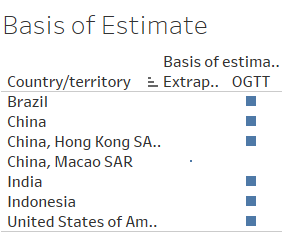 Basis of Estimate
Basis of estima..
Country/territory Extrap.. OGTT
Brazil
China
China, Hong Kong SA..
China, Macao SAR
India
Indonesia
United States of Am..